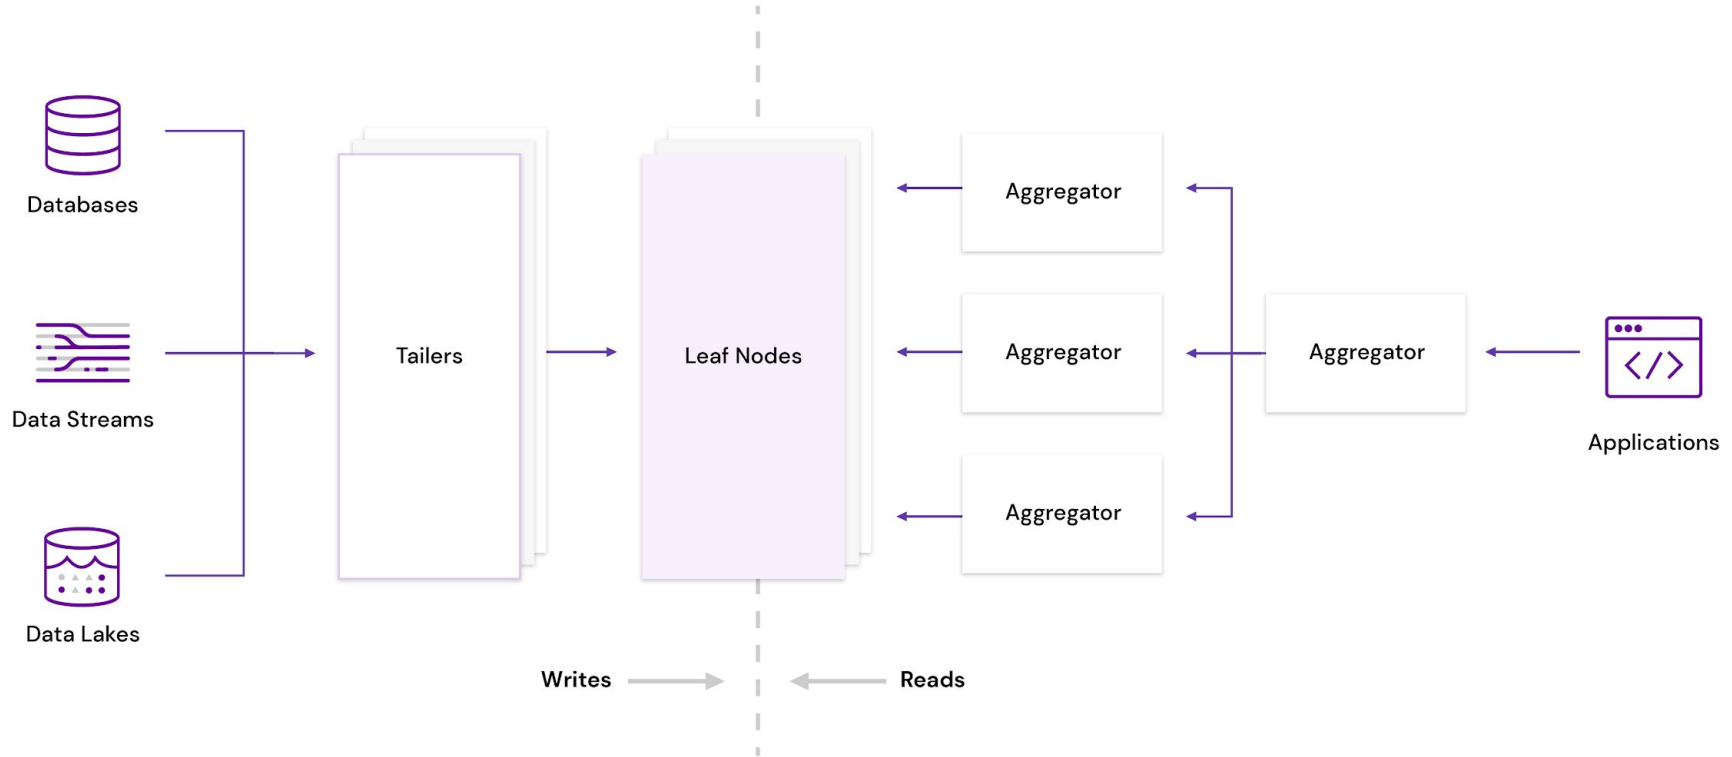 Databases
Data Streams
Data Lakes
Tailers
Leaf Nodes
Aggregator
Aggregator
Aggregator
Aggregator
</>
Applications
Writes
Reads